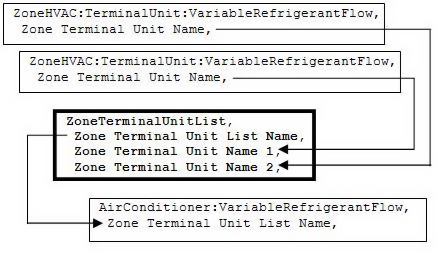 ZoneHVAC:TerminalUnit:VariableRefrigerantFlow,
Zone Terminal Unit Name,
ZoneHVAC:TerminalUnit:VariableRefrigerantFlow,
Zone Terminal Unit Name,
ZoneTerminalUnitList,
Zone Terminal Unit List Name,
Zone Terminal Unit Name 1,
Zone Terminal Unit Name 2,
AirConditioner:VariableRefrigerantFlow,
Zone Terminal Unit List Name,